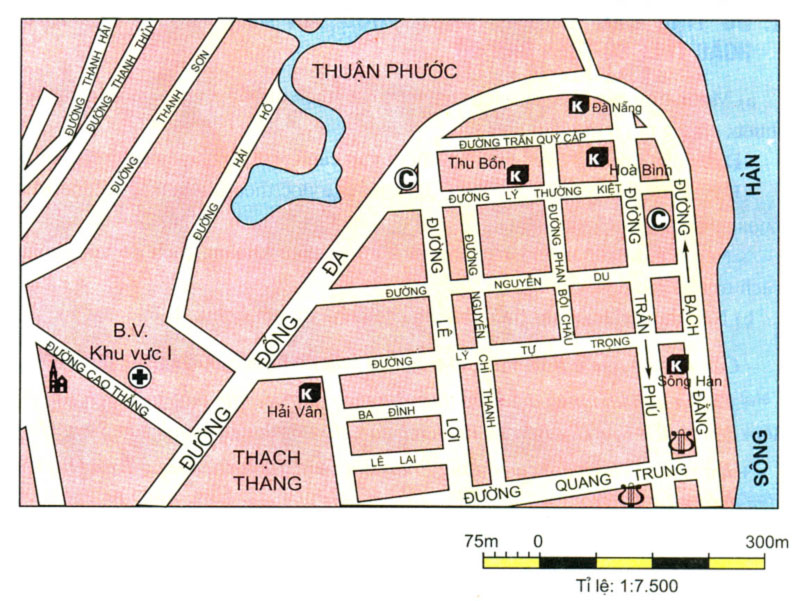 ĐƯỜNG THANH HẢI
ĐƯỜNG THANH THỦY
ĐƯỜNG THANH SƠN
ĐƯỜNG HẢI HỒ
THUẬN PHƯỚC
K Đà Nẵng
ĐƯỜNG TRẦN QUÝ CÁP
Thu Bồn K
K Hoà Bình
C
ĐƯỜNG LÝ THƯỜNG KIỆT
C
HÀN
SÔNG
ĐƯỜNG BẠCH ĐẰNG
ĐƯỜNG TRẦN PHÚ
ĐƯỜNG PHAN BỘI CHÂU
ĐƯỜNG NGUYỄN CHÍ THANH
ĐƯỜNG LÊ LỢI
ĐƯỜNG ĐỐNG ĐA
ĐƯỜNG NGUYỄN DU
ĐƯỜNG LÝ TỰ TRỌNG
B.V.
Khu vực I
ĐƯỜNG CAO THẮNG
K
Hải Vân
K
Sông Hàn
BA ĐÌNH
LÊ LAI
THẠCH
THANG
ĐƯỜNG QUANG TRUNG
75m 0 300m
Tỉ lệ: 1:7.500